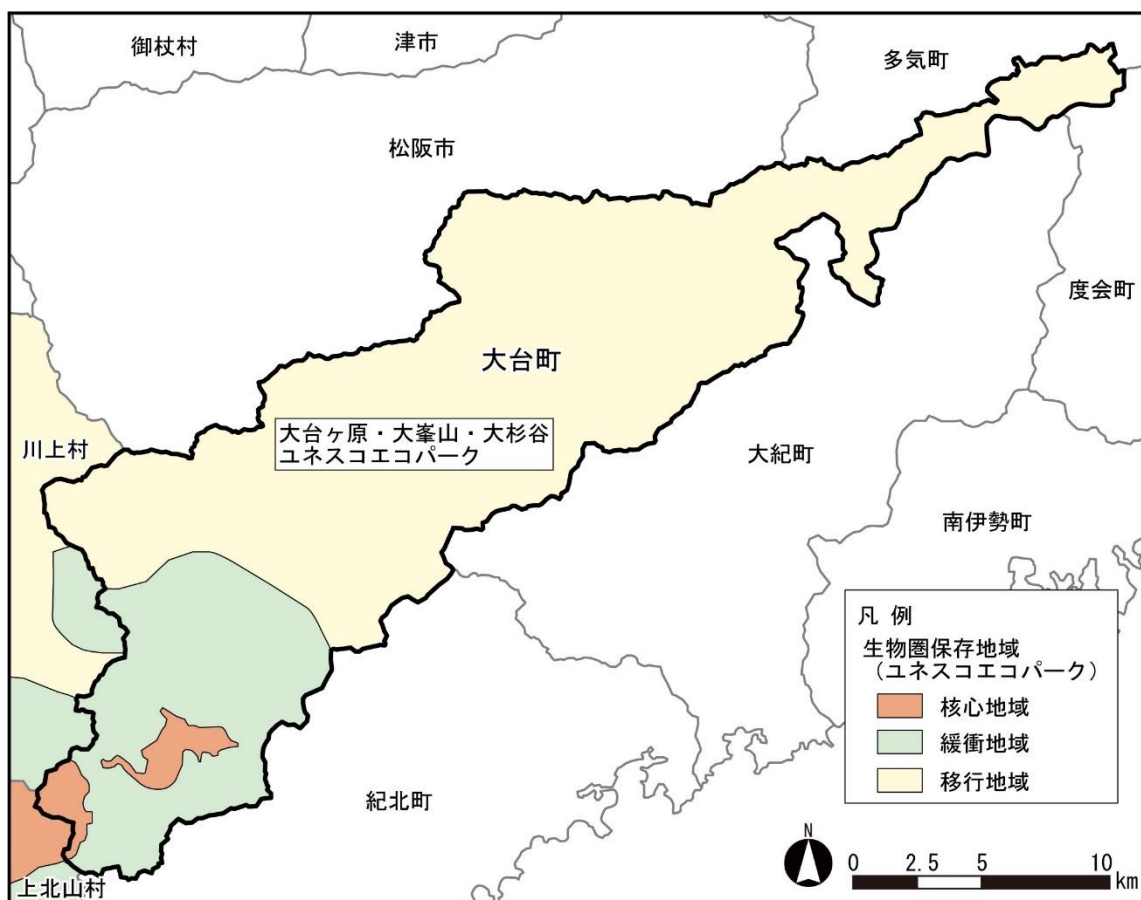 御杖村
津市
多気町
松阪市
度会町
大台町
川上村
大台ヶ原・大峯山・大杉谷
ユネスコエコパーク
大紀町
南伊勢町
凡 例
生物圏保存地域
（ユネスコエコパーク）
核心地域
緩衝地域
移行地域
紀北町
上北山村
N
0 2.5 5 10
km